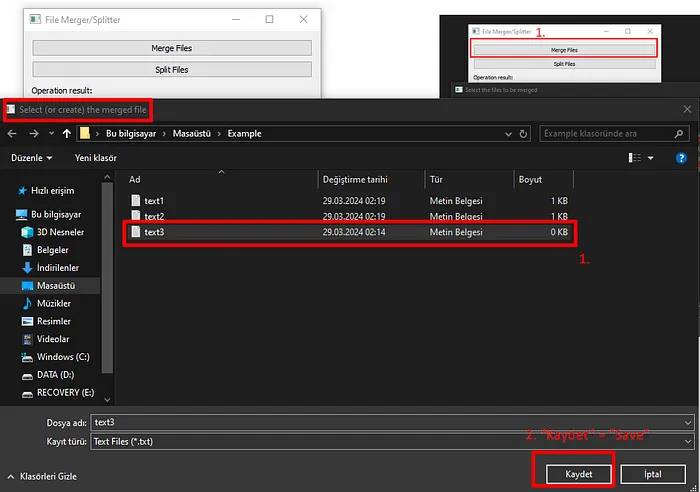 File Merger/Splitter
Merge Files
Split Files
Operation result:
File Merger/Splitter
1.
Merge Files
Split Files
Operation result:
Select the files to be merged
Select (or create) the merged file
Bu bilgisayar > Masaüstü > Example
Example klasöründe ara
Düzenle
Yeni klasör
Ad
Değiştirme tarihi
Tür
Boyut
Hızlı erişim
Bu bilgisayar
3D Nesneler
Belgeler
İndirilenler
Masaüstü
Müzikler
Resimler
Videolar
Windows (C:)
DATA (D:)
RECOVERY (E:)
text1 29.03.2024 02:19 Metin Belgesi 1 KB
text2 29.03.2024 02:19 Metin Belgesi 1 KB
text3 29.03.2024 02:14 Metin Belgesi 0 KB
1.
Dosya adı: text3
Kayıt türü: Text Files (*.txt)
2. "Kaydet" = "Save"
Klasörleri Gizle
Kaydet
İptal